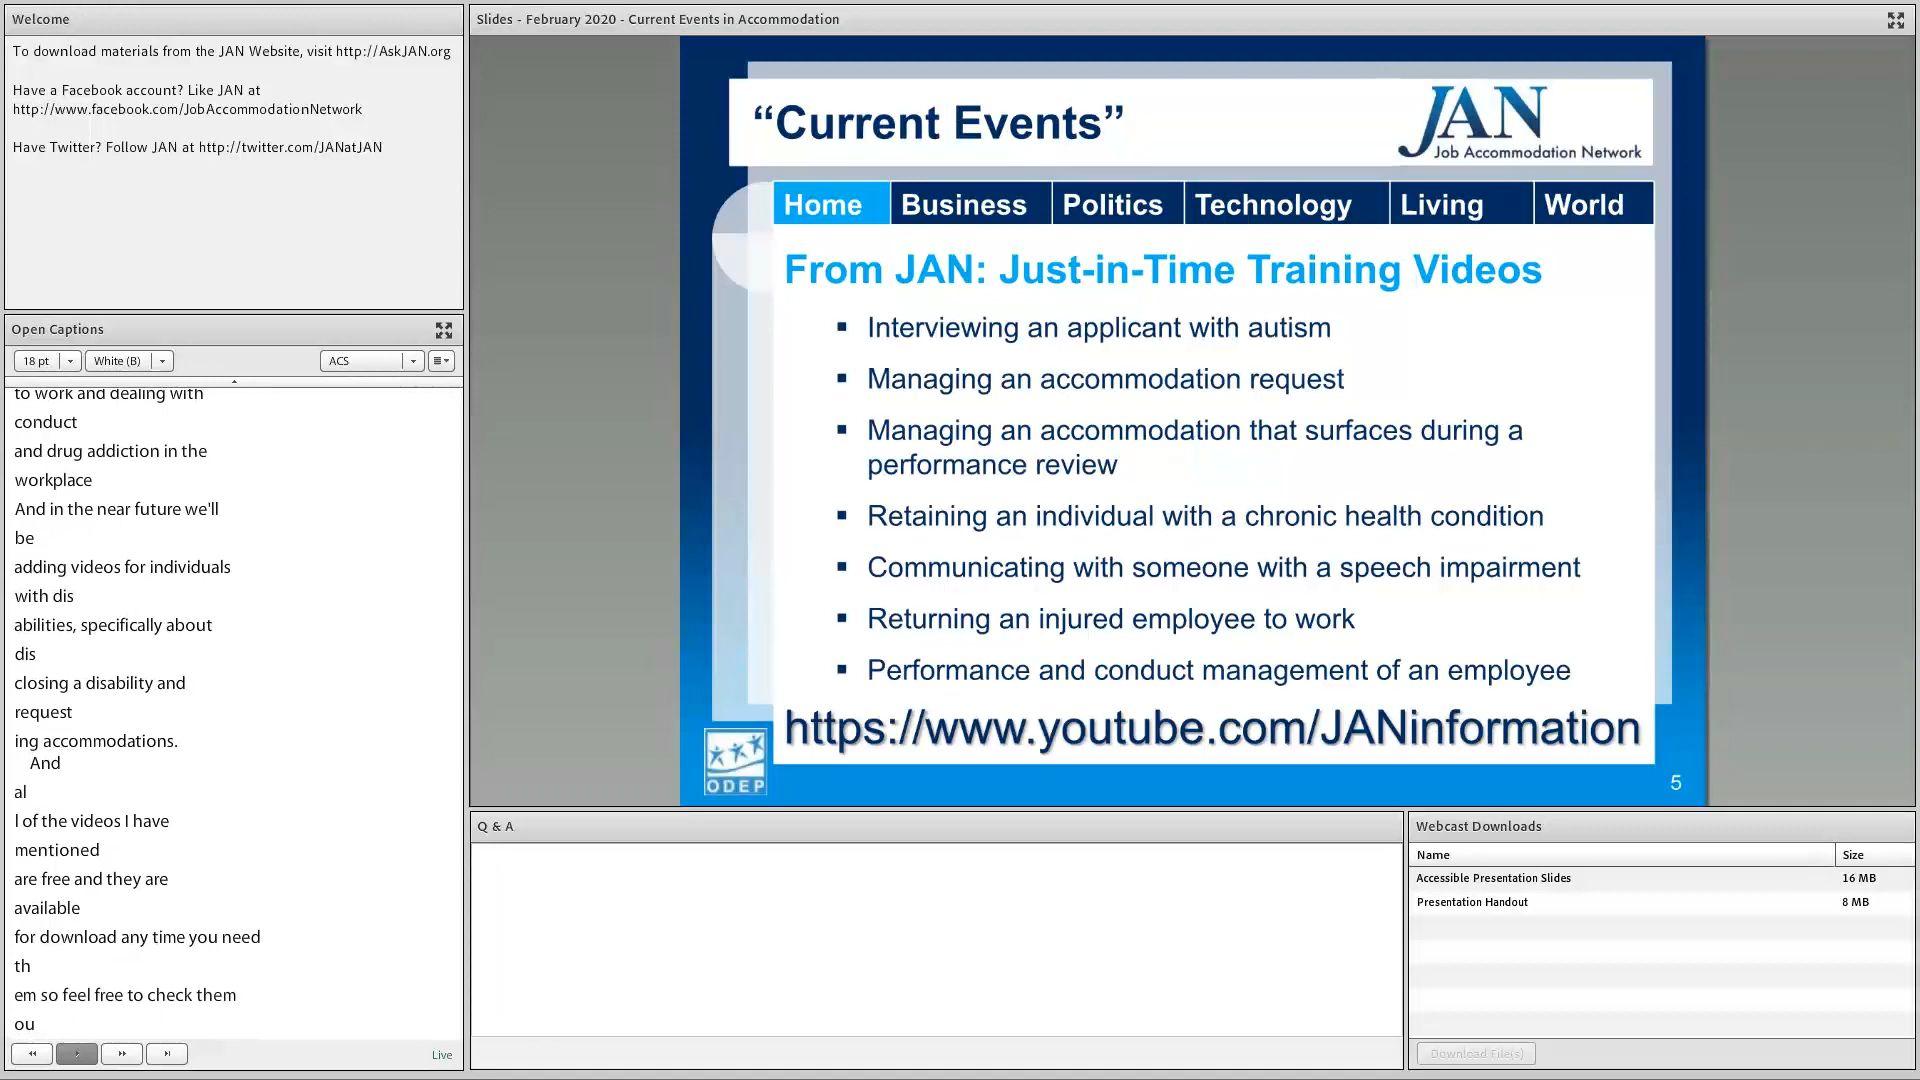 Welcome
To download materials from the JAN Website, visit http://AskJAN.org
Have a Facebook account? Like JAN at
http://www.facebook.com/JobAccommodationNetwork
Have Twitter? Follow JAN at http://twitter.com/JANatJAN
Open Captions
18 pt
White (B)
ACS
to work and dealing with
conduct
and drug addiction in the
workplace
And in the near future we'll
be
adding videos for individuals
with dis
abilities, specifically about
dis
closing a disability and
request
ing accommodations.
And
al
l of the videos I have
mentioned
are free and they are
available
for download any time you need
th
em so feel free to check them
ou
Live
Slides - February 2020 - Current Events in Accommodation
“Current Events”
JAN
Job Accommodation Network
Home Business Politics Technology Living World
From JAN: Just-in-Time Training Videos
▪ Interviewing an applicant with autism
▪ Managing an accommodation request
▪ Managing an accommodation that surfaces during a
performance review
▪ Retaining an individual with a chronic health condition
▪ Communicating with someone with a speech impairment
▪ Returning an injured employee to work
▪ Performance and conduct management of an employee
https://www.youtube.com/JANinformation
ODEP
5
Q & A
Webcast Downloads
Name Size
Accessible Presentation Slides 16 MB
Presentation Handout 8 MB
Download File(s)